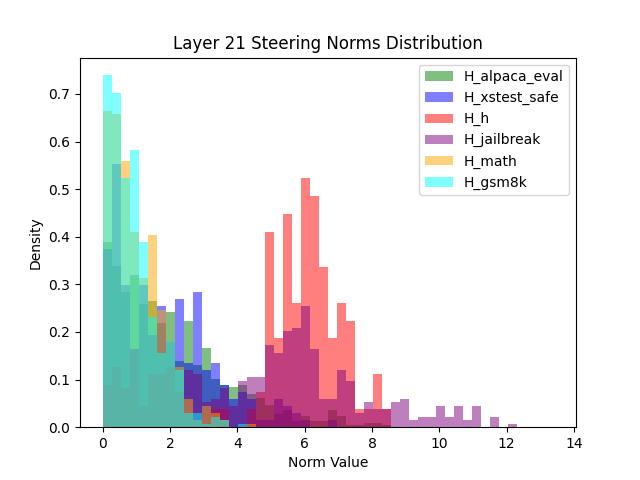 Layer 21 Steering Norms Distribution
H_alpaca_eval
H_xstest_safe
H_h
H_jailbreak
H_math
H_gsm8k
Density
0.7
0.6
0.5
0.4
0.3
0.2
0.1
0.0
0 2 4 6 8 10 12 14
Norm Value